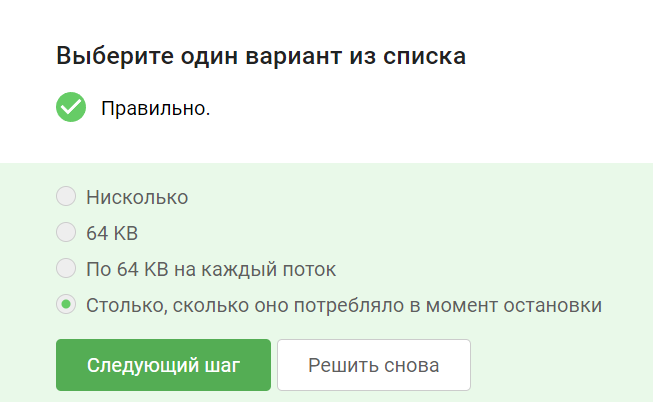 Выберите один вариант из списка
Правильно.
Нисколько
64 KB
По 64 KB на каждый поток
Столько, сколько оно потребляло в момент остановки
Следующий шаг Решить снова